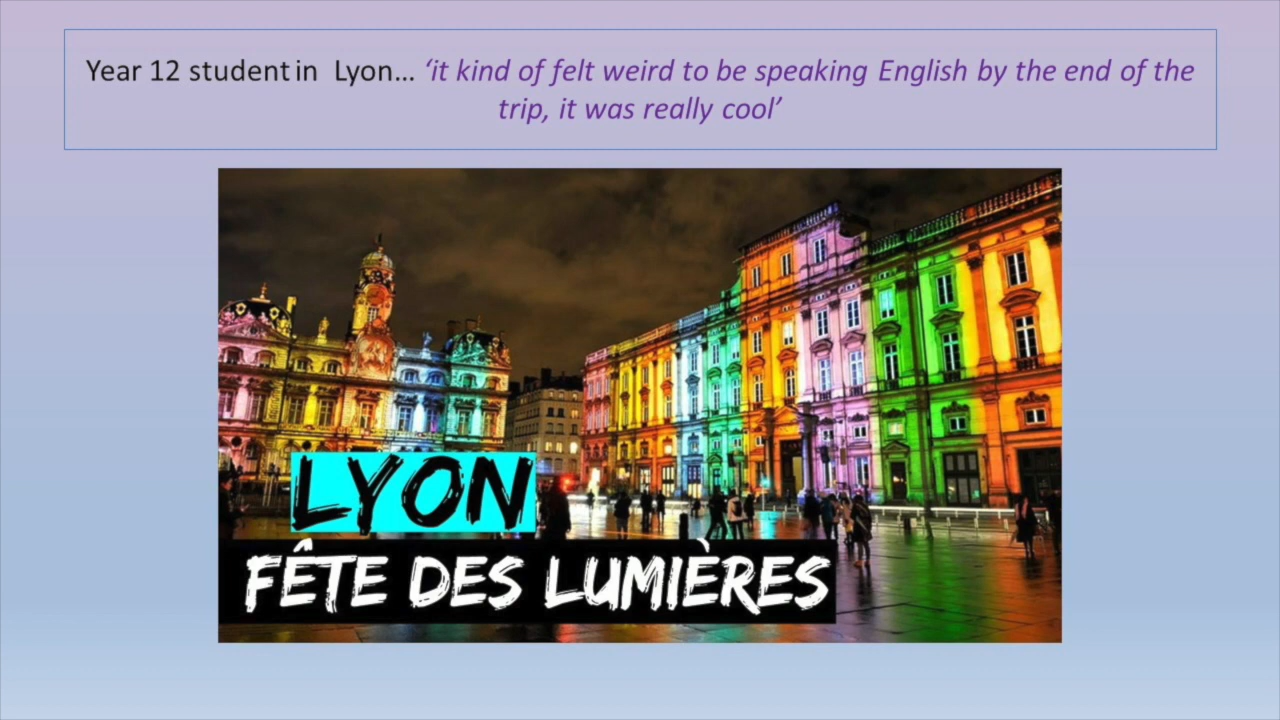 Year 12 student in Lyon... ‘it kind of felt weird to be speaking English by the end of the
trip, it was really cool’
LYON
FÊTE DES LUMIÈRES